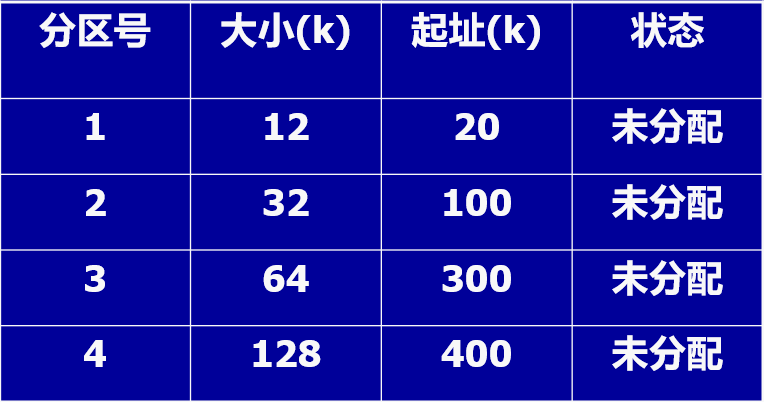 分区号 大小(k) 起址(k) 状态
1 12 20 未分配
2 32 100 未分配
3 64 300 未分配
4 128 400 未分配